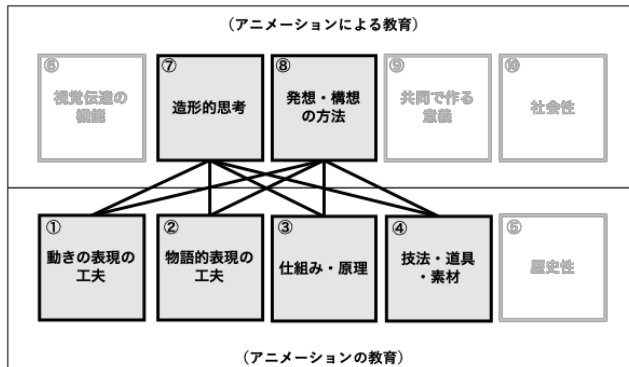 （アニメーションによる教育）
⑥
視覚伝達の
機能
⑦
造形的思考
⑧
発想・構想
の方法
⑨
共同で作る
意義
⑩
社会性
①
動きの表現の
工夫
②
物語的表現の
工夫
③
仕組み・原理
④
技法・道具
・素材
⑤
歴史性
（アニメーションの教育）